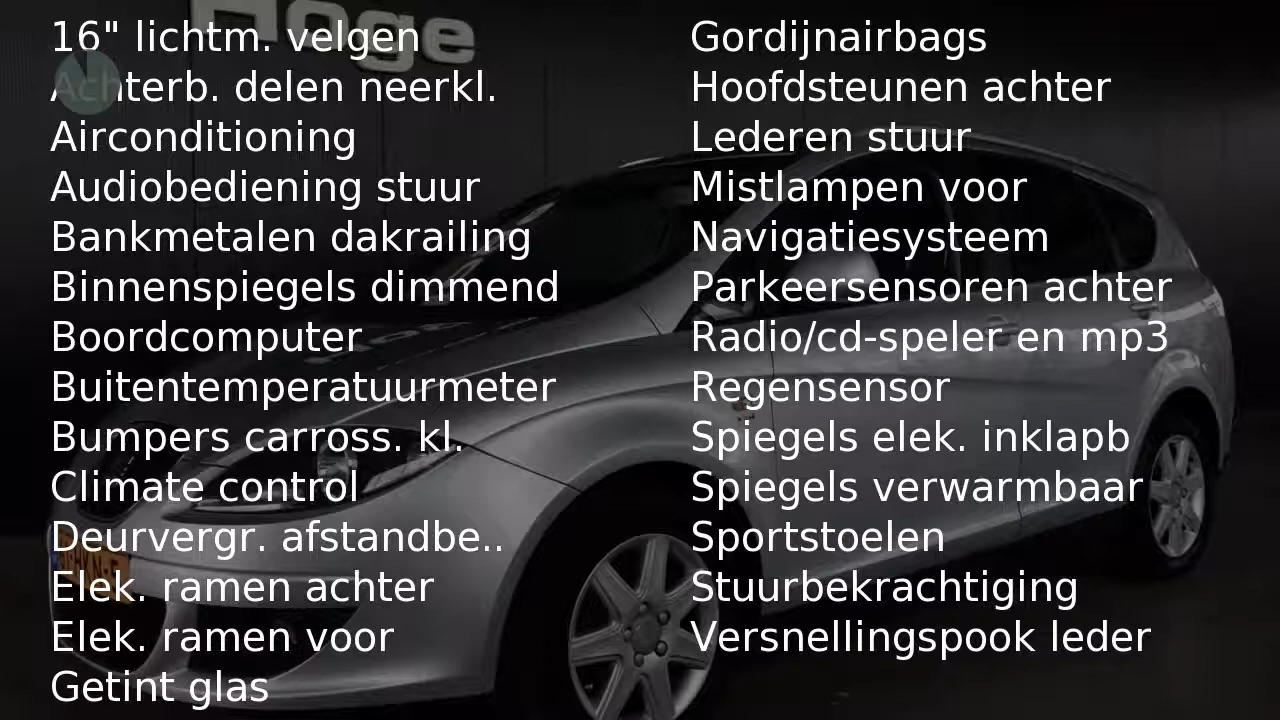 Hoge
16" lichtm. velgen
Achterb. delen neerkl.
Airconditioning
Audiobediening stuur
Bankmetalen dakrailing
Binnenspiegels dimmend
Boordcomputer
Buitentemperatuurmeter
Bumpers carross. kl.
Climate control
Deurvergr. afstandbe..
Elek. ramen achter
Elek. ramen voor
Getint glas
Gordijnairbags
Hoofdsteunen achter
Lederen stuur
Mistlampen voor
Navigatiesysteem
Parkeersensoren achter
Radio/cd-speler en mp3
Regensensor
Spiegels elek. inklapb
Spiegels verwarmbaar
Sportstoelen
Stuurbekrachtiging
Versnellingspook leder